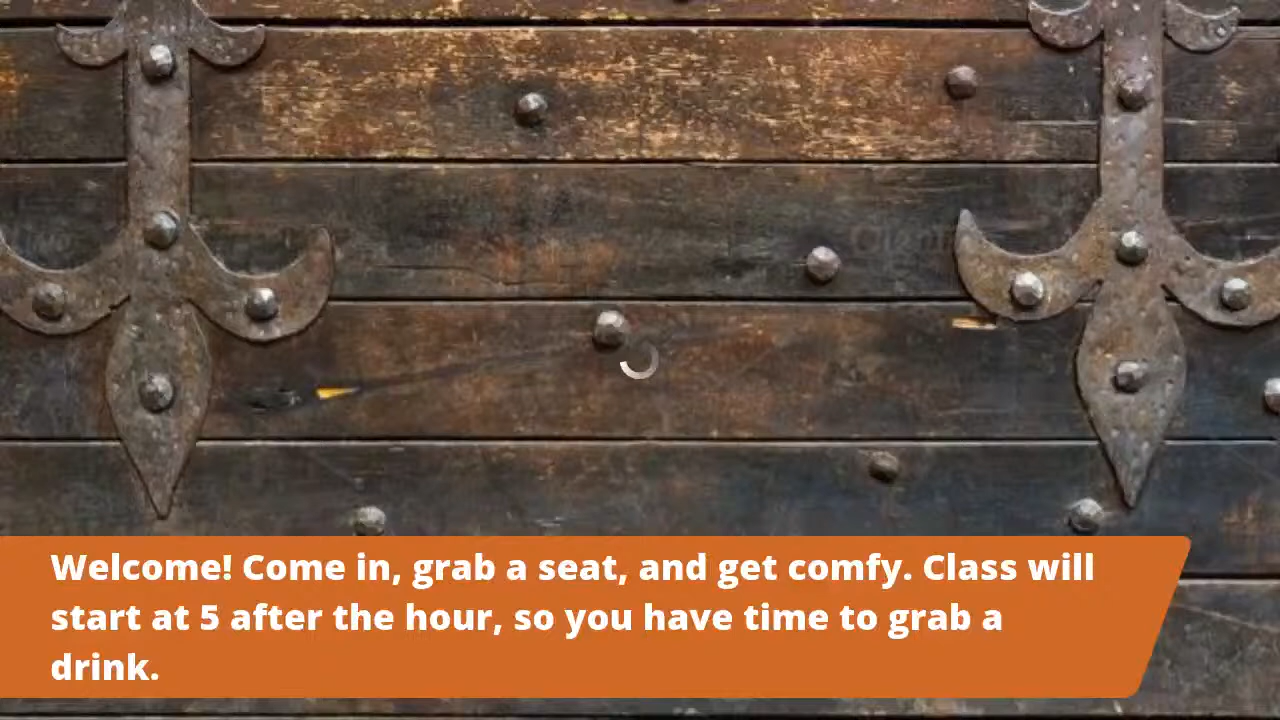 Welcome! Come in, grab a seat, and get comfy. Class will
start at 5 after the hour, so you have time to grab a
drink.